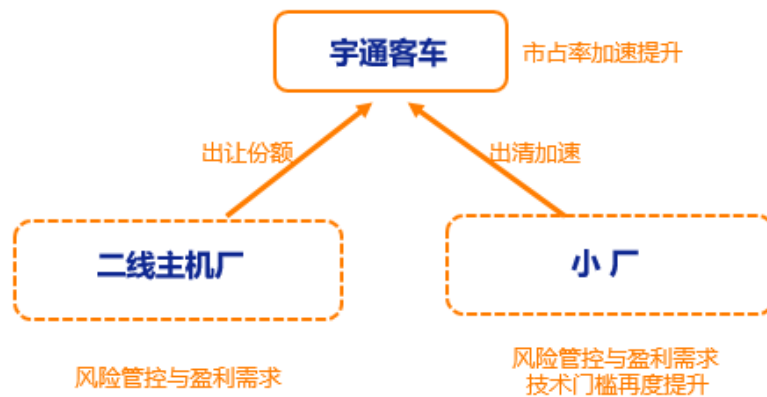 宇通客车
市占率加速提升
出让份额
出清加速
二线主机厂
小 厂
风险管控与盈利需求
风险管控与盈利需求
技术门槛再度提升